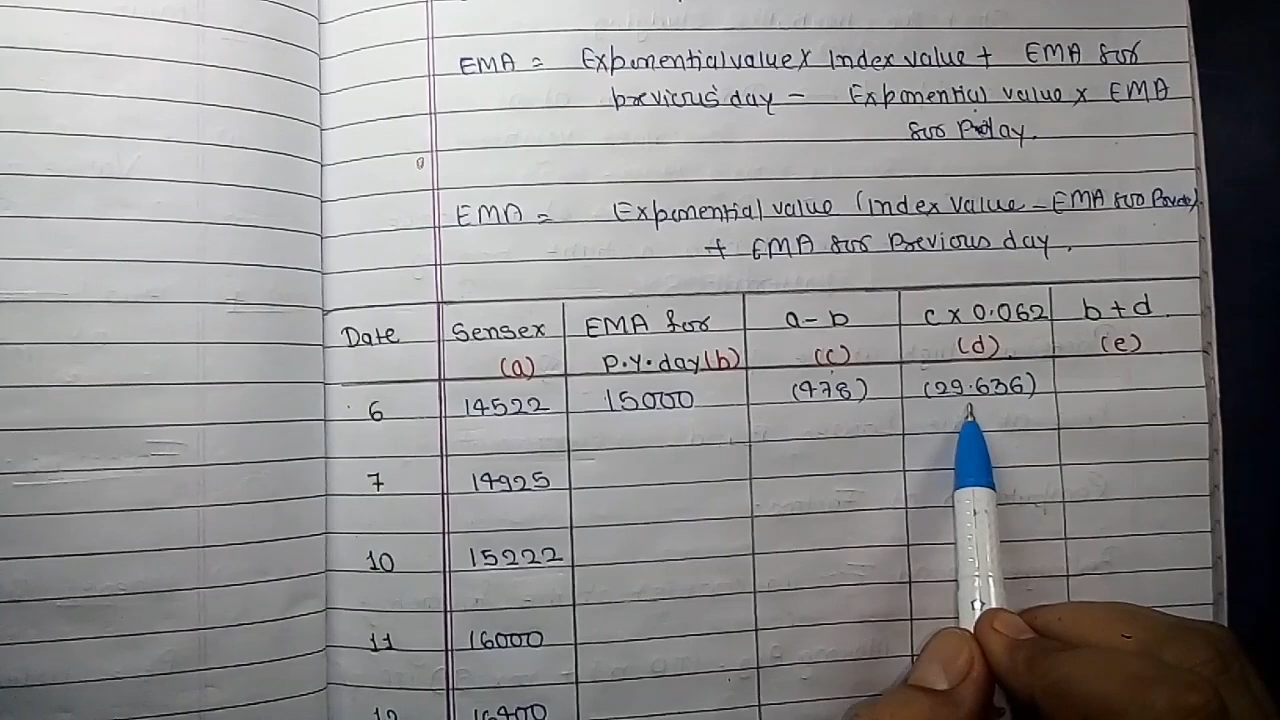 EMA = Exponential value x Index value + EMA for
previous day - Exponential value x EMA
for P. day.
EMA = Exponential value (Index value - EMA for
+ EMA for Previous day.
Date Sensex (a) EMA for P.Y.day (b) a-b (c) c x 0.062 (d) b+d (e)
6 14522 15000 (478) (29.636)
7 14925
10 15222
11 16000
12 16400